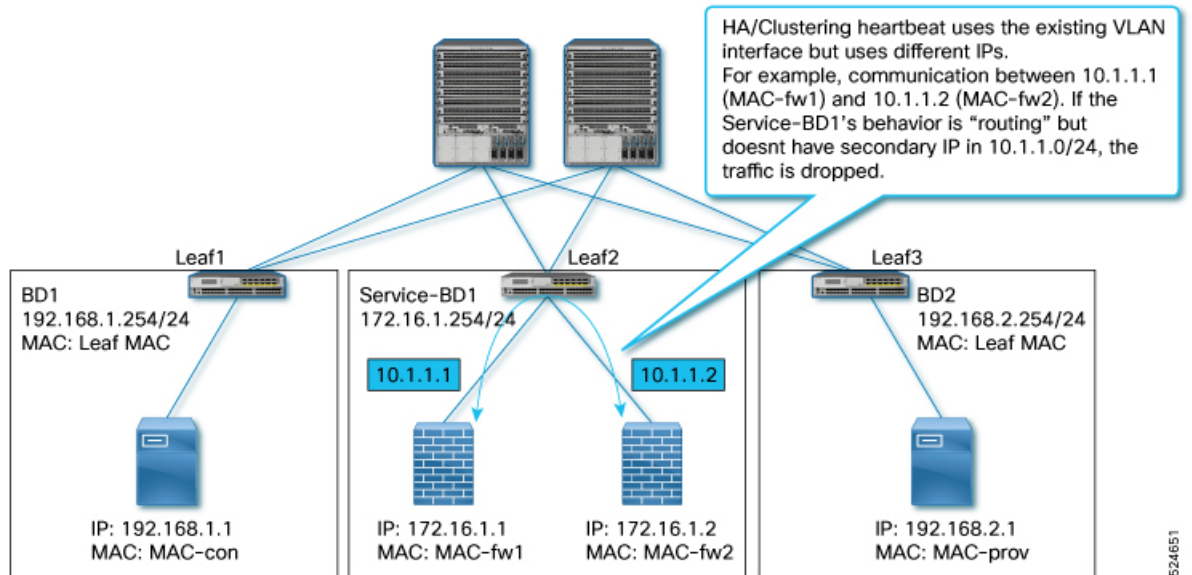 HA/Clustering heartbeat uses the existing VLAN
interface but uses different IPs.
For example, communication between 10.1.1.1
(MAC-fw1) and 10.1.1.2 (MAC-fw2). If the
Service-BD1's behavior is "routing" but
doesnt have secondary IP in 10.1.1.0/24, the
traffic is dropped.
Leaf1
Leaf2
Leaf3
BD1
192.168.1.254/24
MAC: Leaf MAC
Service-BD1
172.16.1.254/24
BD2
192.168.2.254/24
MAC: Leaf MAC
10.1.1.1
10.1.1.2
IP: 192.168.1.1
MAC: MAC-con
IP: 172.16.1.1
MAC: MAC-fw1
IP: 172.16.1.2
MAC: MAC-fw2
IP: 192.168.2.1
MAC: MAC-prov
524651